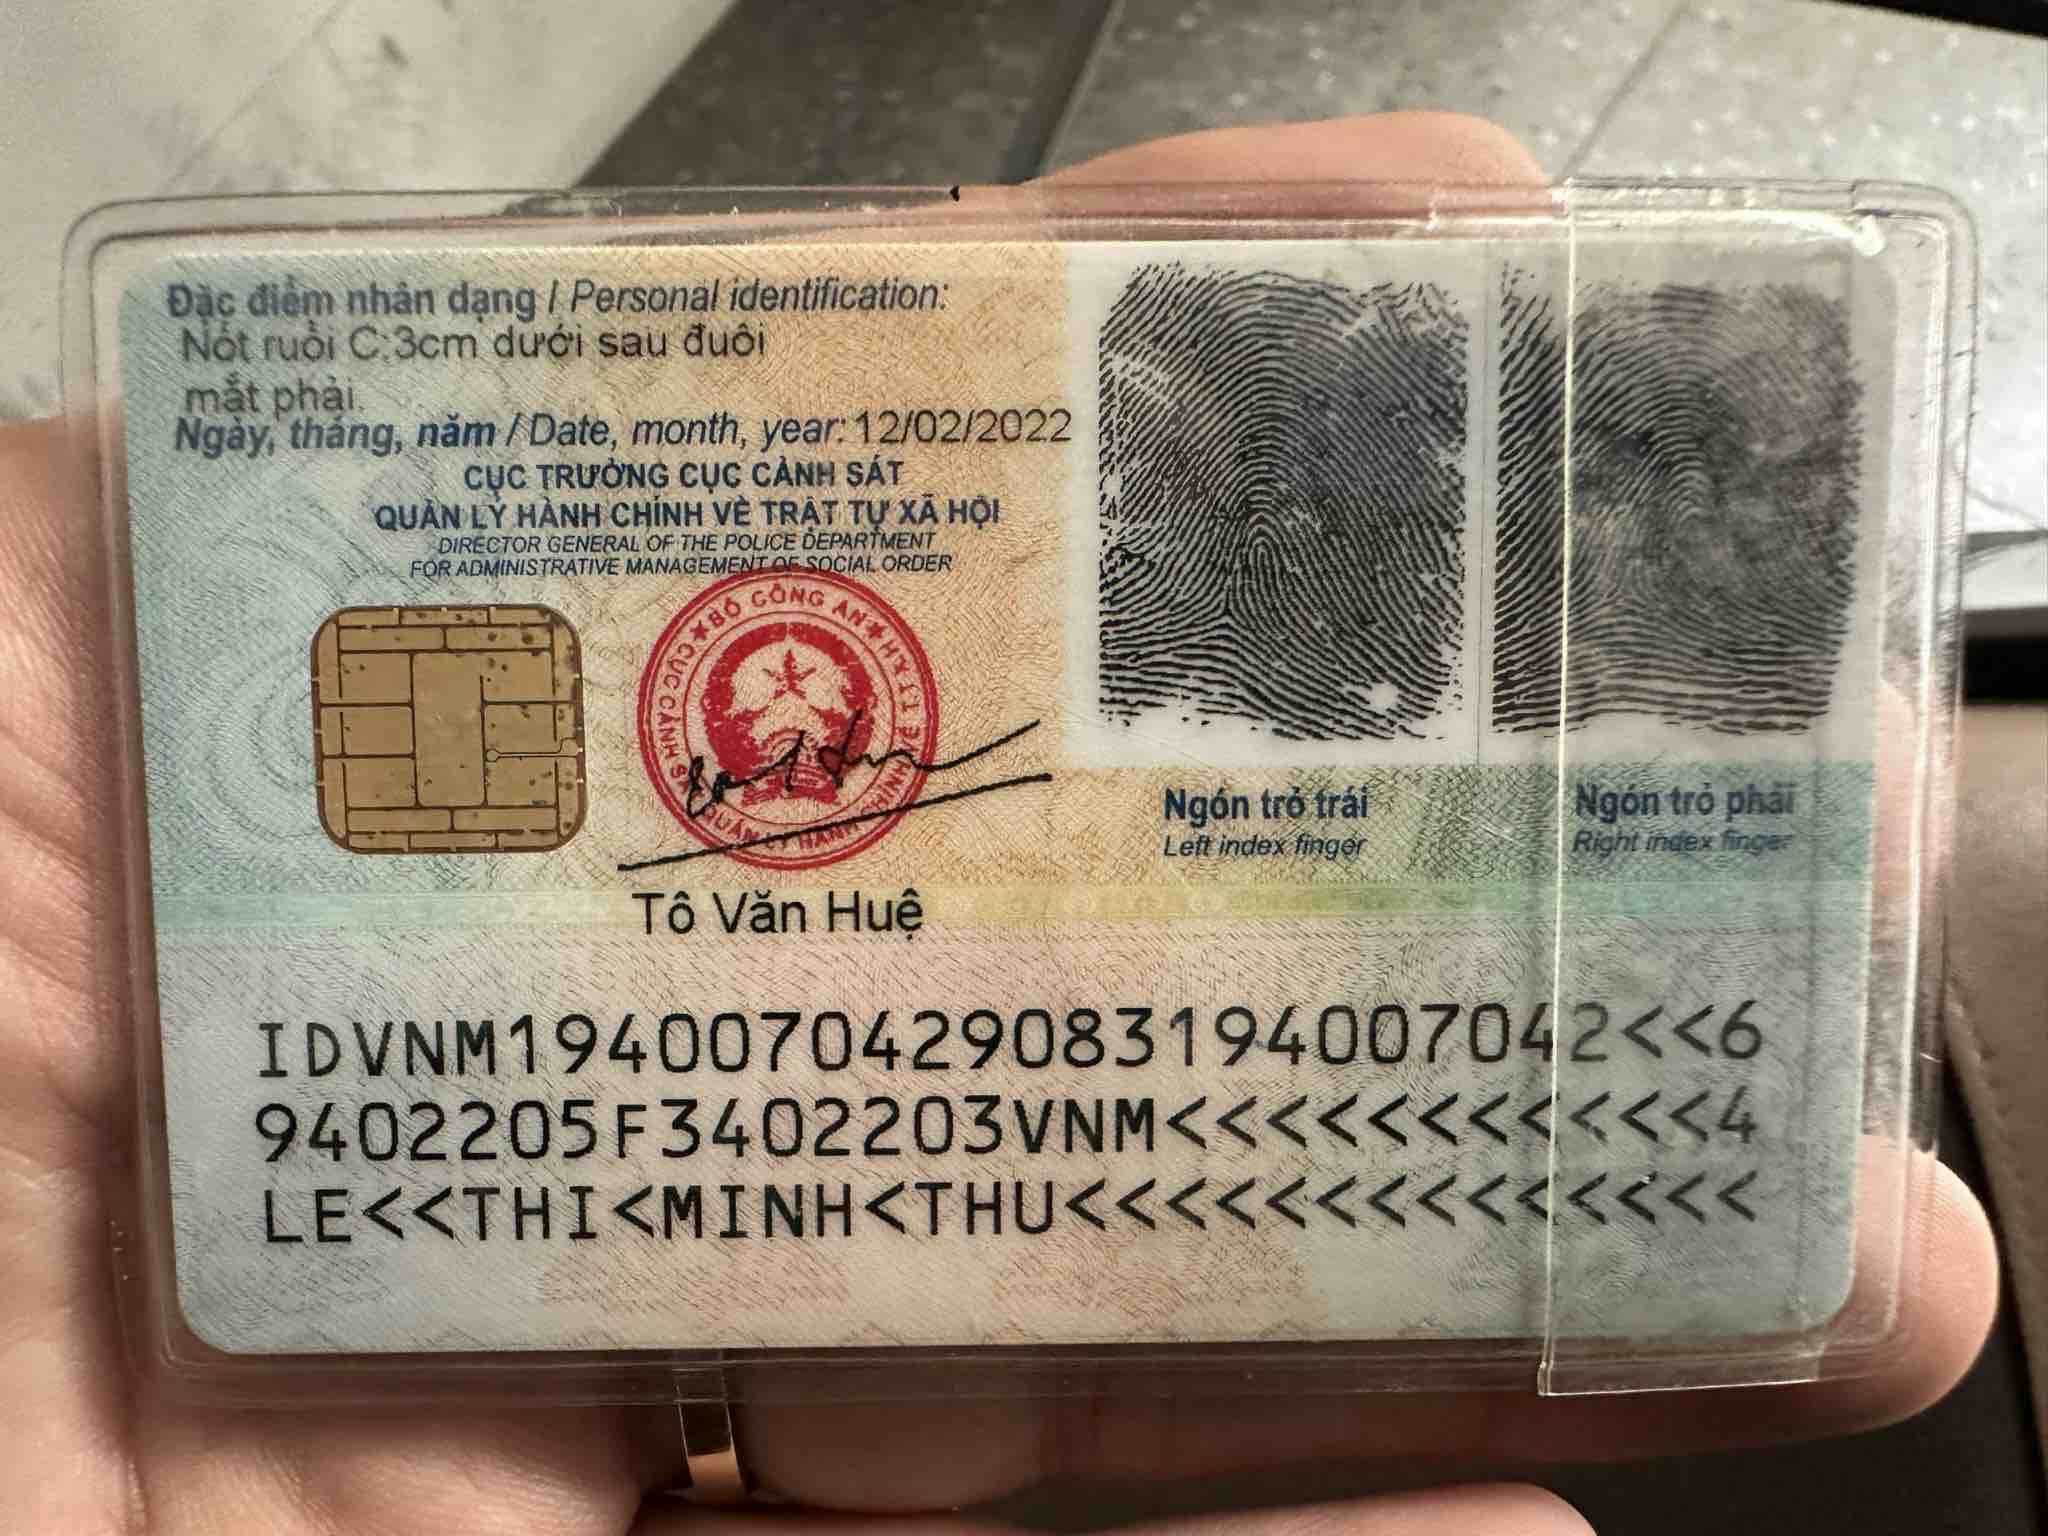 Đặc điểm nhân dạng / Personal identification:
Nốt ruồi C:3cm dưới sau đuôi
mắt phải
Ngày, tháng, năm / Date, month, year: 12/02/2022
CỤC TRƯỞNG CỤC CẢNH SÁT
QUẢN LÝ HÀNH CHÍNH VỀ TRẬT TỰ XÃ HỘI
DIRECTOR GENERAL OF THE POLICE DEPARTMENT
FOR ADMINISTRATIVE MANAGEMENT OF SOCIAL ORDER
BỘ CÔNG AN
Tô Văn Huệ
Ngón trỏ trái
Left index finger
Ngón trỏ phải
Right index finger
IDVNM1940070429083194007042<<6
9402205F3402203VNM<<<<<<<<<<<4
LE<<THI<MINH<THU<<<<<<<<<<<<<<